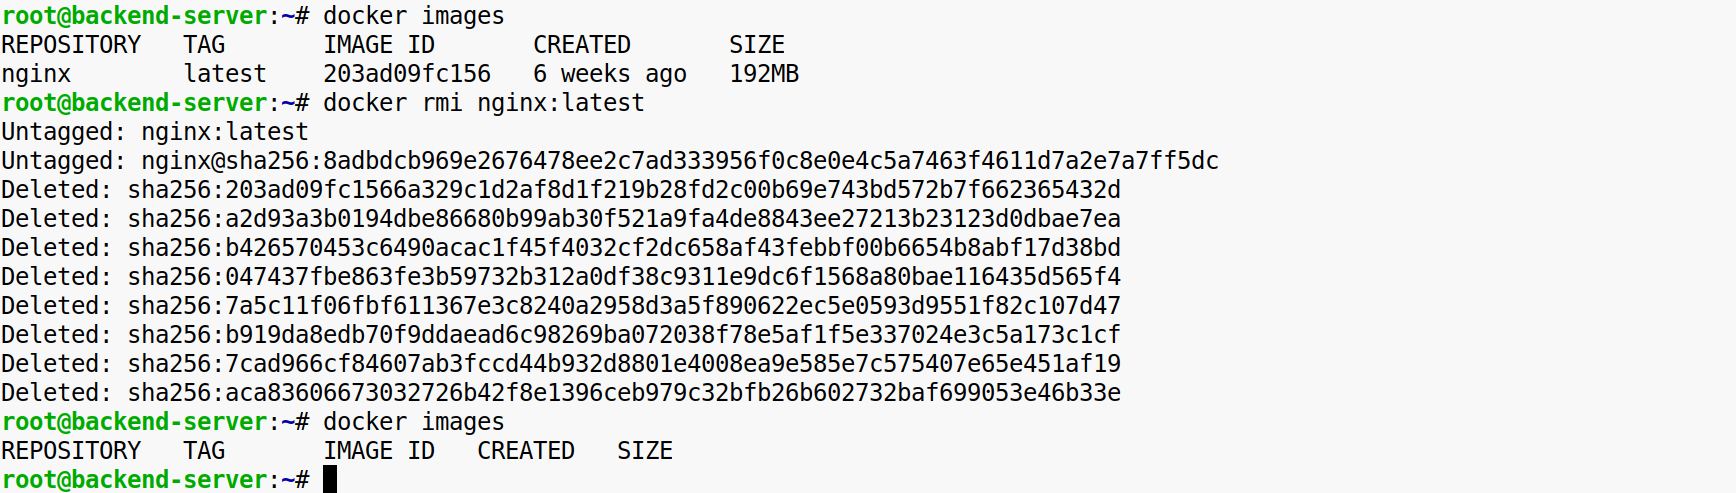 root@backend-server:~# docker images
REPOSITORY   TAG       IMAGE ID       CREATED       SIZE
nginx        latest    203ad09fc156   6 weeks ago   192MB
root@backend-server:~# docker rmi nginx:latest
Untagged: nginx:latest
Untagged: nginx@sha256:8adbdcb969e2676478ee2c7ad333956f0c8e0e4c5a7463f4611d7a2e7a7ff5dc
Deleted: sha256:203ad09fc1566a329c1d2af8d1f219b28fd2c00b69e743bd572b7f662365432d
Deleted: sha256:a2d93a3b0194dbe86680b99ab30f521a9fa4de8843ee27213b23123d0dbae7ea
Deleted: sha256:b426570453c6490acac1f45f4032cf2dc658af43febbf00b6654b8abf17d38bd
Deleted: sha256:047437fbe863fe3b59732b312a0df38c9311e9dc6f1568a80bae116435d565f4
Deleted: sha256:7a5c11f06fbf611367e3c8240a2958d3a5f890622ec5e0593d9551f82c107d47
Deleted: sha256:b919da8edb70f9ddaead6c98269ba072038f78e5af1f5e337024e3c5a173c1cf
Deleted: sha256:7cad966cf84607ab3fccd44b932d8801e4008ea9e585e7c575407e65e451af19
Deleted: sha256:aca83606673032726b42f8e1396ceb979c32bfb26b602732baf699053e46b33e
root@backend-server:~# docker images
REPOSITORY   TAG       IMAGE ID   CREATED   SIZE
root@backend-server:~#